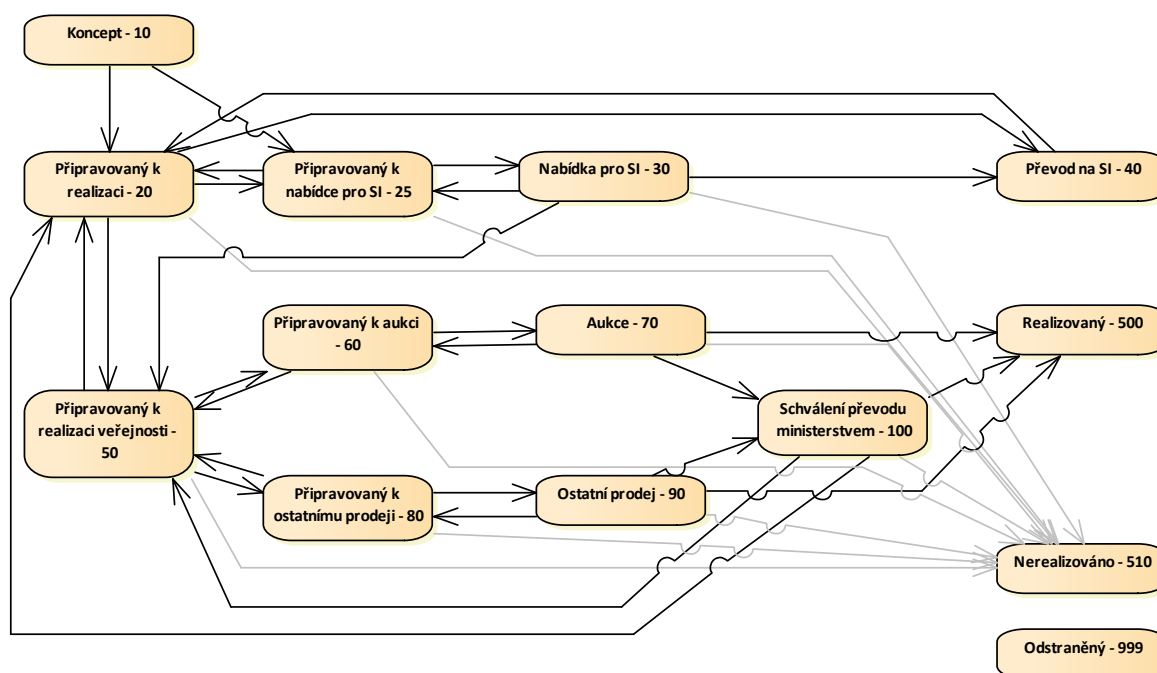 Koncept - 10
Připravovaný k
realizaci - 20
Připravovaný k
nabídce pro SI - 25
Nabídka pro SI - 30
Převod na SI - 40
Připravovaný k aukci
- 60
Aukce - 70
Realizovaný - 500
Připravovaný k
realizaci veřejnosti -
50
Schválení převodu
ministerstvem - 100
Připravovaný k
ostatnímu prodeji - 80
Ostatní prodej - 90
Nerealizováno - 510
Odstraněný - 999